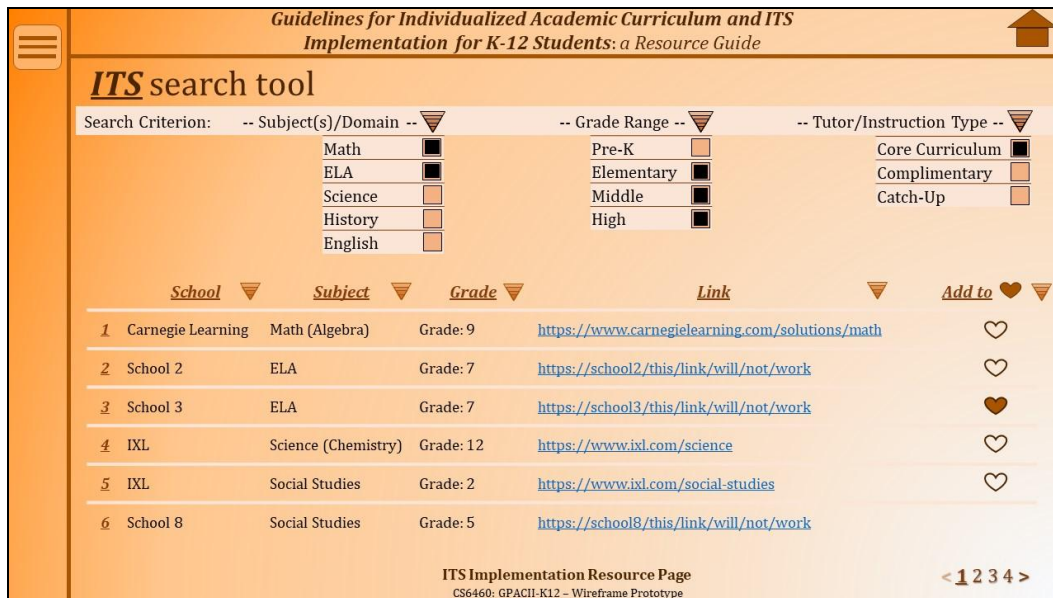 Guidelines for Individualized Academic Curriculum and ITS
Implementation for K-12 Students: a Resource Guide
ITS search tool
Search Criterion: -- Subject(s)/Domain -- -- Grade Range -- -- Tutor/Instruction Type --
Math Pre-K Core Curriculum
ELA Elementary Complimentary
Science Middle Catch-Up
History High
English
School Subject Grade Link Add to
1 Carnegie Learning Math (Algebra) Grade: 9 https://www.carnegielearning.com/solutions/math
2 School 2 ELA Grade: 7 https://school2/this/link/will/not/work
3 School 3 ELA Grade: 7 https://school3/this/link/will/not/work
4 IXL Science (Chemistry) Grade: 12 https://www.ixl.com/science
5 IXL Social Studies Grade: 2 https://www.ixl.com/social-studies
6 School 8 Social Studies Grade: 5 https://school8/this/link/will/not/work
ITS Implementation Resource Page
< 1 2 3 4 >
CS6460: GPACII-K12 – Wireframe Prototype